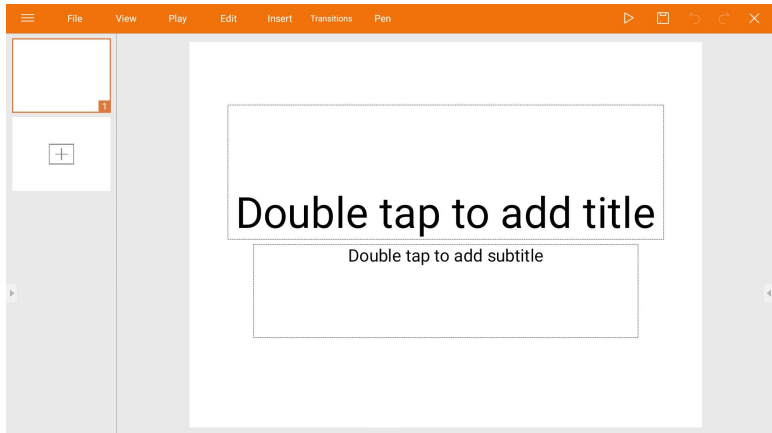 File View Play Edit Insert Transitions Pen
1
Double tap to add title
Double tap to add subtitle